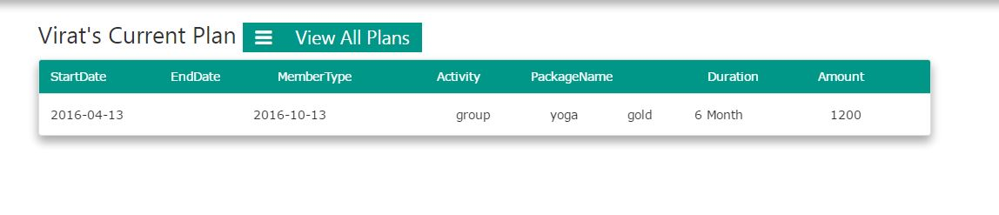 Virat's Current Plan View All Plans
StartDate EndDate MemberType Activity PackageName Duration Amount
2016-04-13 2016-10-13 group yoga gold 6 Month 1200